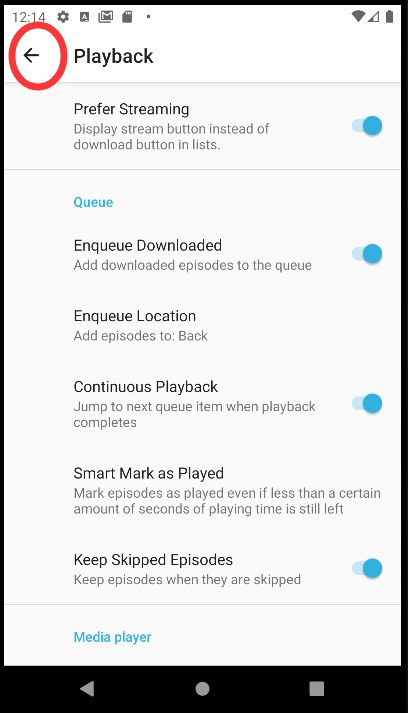 12:14
Playback
Prefer Streaming
Display stream button instead of
download button in lists.
Queue
Enqueue Downloaded
Add downloaded episodes to the queue
Enqueue Location
Add episodes to: Back
Continuous Playback
Jump to next queue item when playback
completes
Smart Mark as Played
Mark episodes as played even if less than a certain
amount of seconds of playing time is still left
Keep Skipped Episodes
Keep episodes when they are skipped
Media player